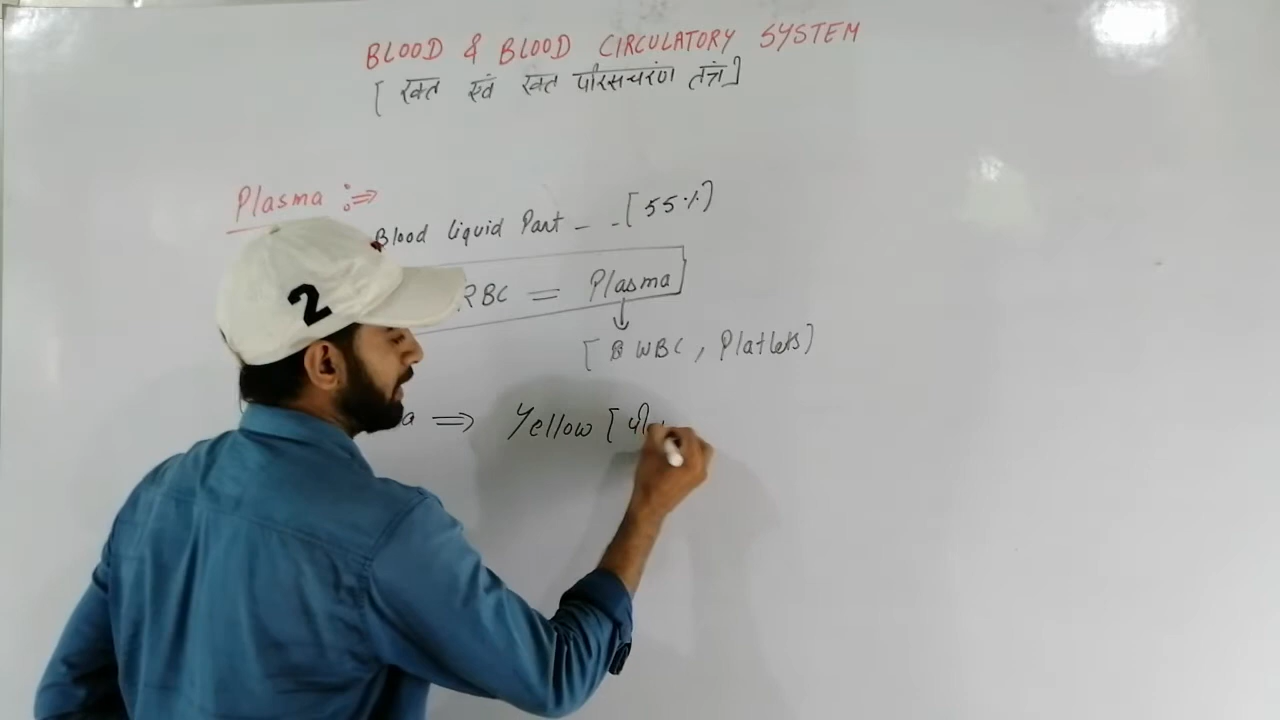 BLOOD & BLOOD CIRCULATORY SYSTEM
[ रक्त एवं रक्त परिसंचरण तंत्र ]
Plasma :⇒
Blood liquid Part - - [55%]
RBC = Plasma
↓
[ B WBC, Platlets ]
a ⇒ Yellow [ पी
2